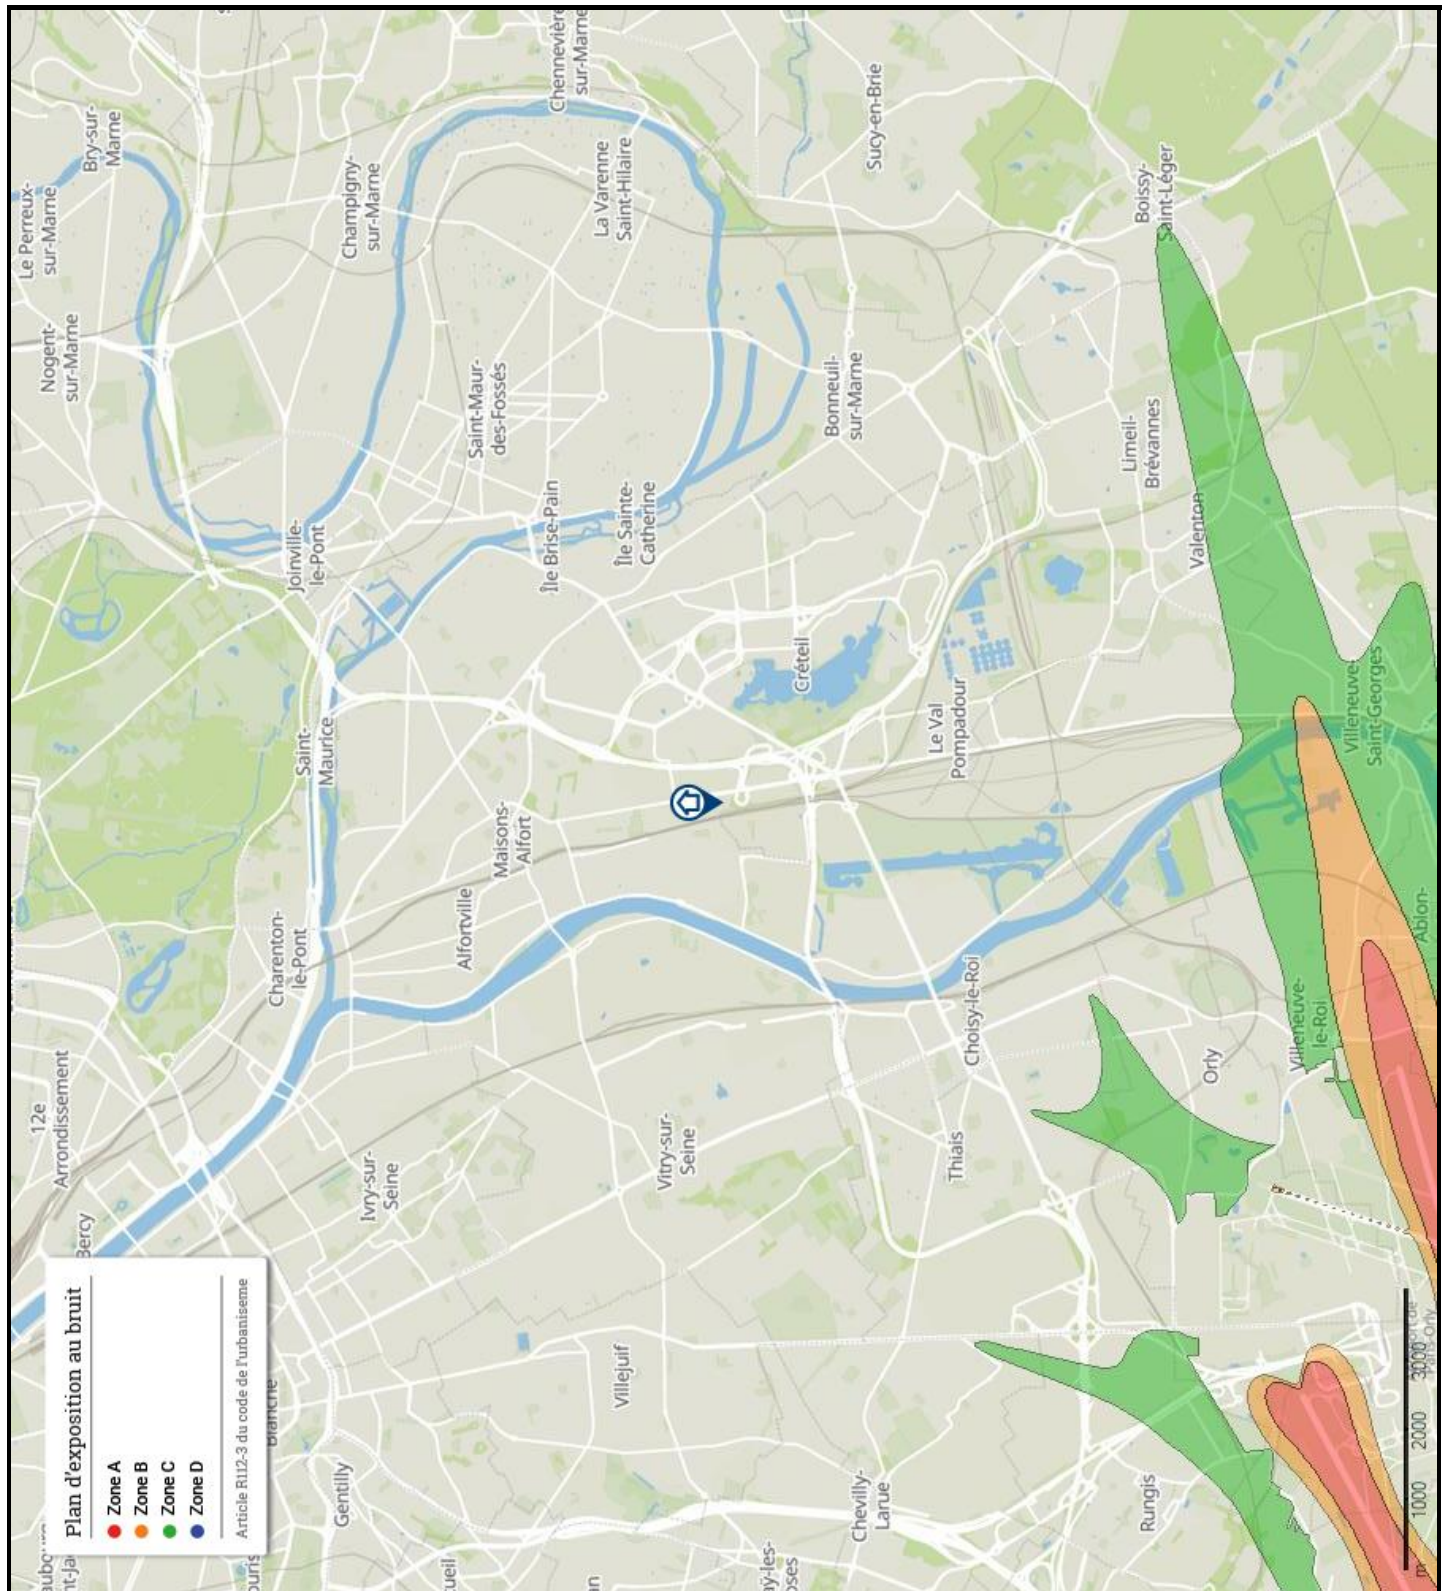 Le Perreux-
sur-Marne
Bry-sur-
Marne
Nogent-
sur-Marne
Champigny-
sur-Marne
Chennevière
sur-Marne
La Varenne
Saint-Hilaire
Sucy-en-Brie
Boissy-
Saint-Léger
Saint-Maur-
des-Fossés
Bonneuil-
sur-Marne
Limeil-
Brévannes
Valenton
Joinville-
le-Pont
Île Brise-Pain
Île Sainte-
Catherine
Créteil
Saint-
Maurice
Le Val
Pompadour
Villeneuve-
Saint-Georges
Maisons-
Alfort
Alfortville
Charenton-
le-Pont
Ablon-
12e
Arrondissement
Choisy-le-Roi
Villeneuve-
le-Roi
Orly
Ivry-sur-
Seine
Vitry-sur-
Seine
Thiais
Bercy
Villejuif
Gentilly
Chevilly-
Larue
Rungis
Paris-Orly
Plan d'exposition au bruit
Zone A
Zone B
Zone C
Zone D
Article R112-3 du code de l'urbaniseme
m 1000 2000 3000